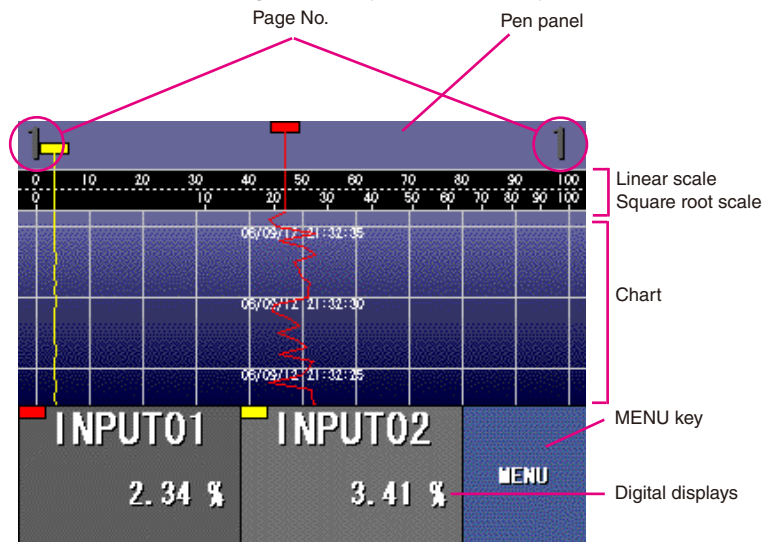 Page No.
Pen panel
1 1
0 10 20 30 40 50 60 70 80 90 100
0 10 20 30 40 50 60 70 80 90 100
Linear scale
Square root scale
06/09/12 21:32:35
06/09/12 21:32:30
Chart
06/09/12 21:32:25
INPUT01
INPUT02
MENU key
2.34 %
3.41 %
MENU
Digital displays